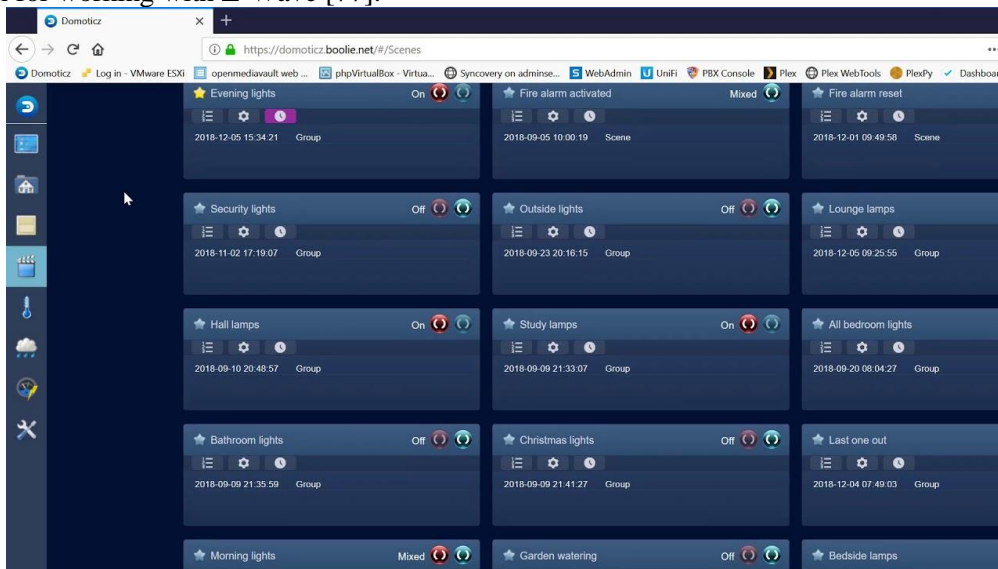 for working with Z-Wave [77].
Domoticz
https://domoticz.boolie.net/#/Scenes
Domoticz Log in - VMware ESXi openmediavault web ... phpVirtualBox - Virtua... Syncovery on adminse... WebAdmin UniFi PBX Console Plex Plex WebTools PlexPy Dashboar
Evening lights On Fire alarm activated Mixed Fire alarm reset
2018-12-05 15:34:21 Group 2018-09-05 10:00:19 Scene 2018-12-01 09:49:58 Scene
Security lights Off Outside lights Off Lounge lamps
2018-11-02 17:19:07 Group 2018-09-23 20:16:15 Group 2018-12-05 09:25:55 Group
Hall lamps On Study lamps On All bedroom lights
2018-09-10 20:48:57 Group 2018-09-09 21:33:07 Group 2018-09-20 08:04:27 Group
Bathroom lights Off Christmas lights Off Last one out
2018-09-09 21:35:59 Group 2018-09-09 21:41:27 Group 2018-12-04 07:49:03 Group
Morning lights Mixed Garden watering Off Bedside lamps